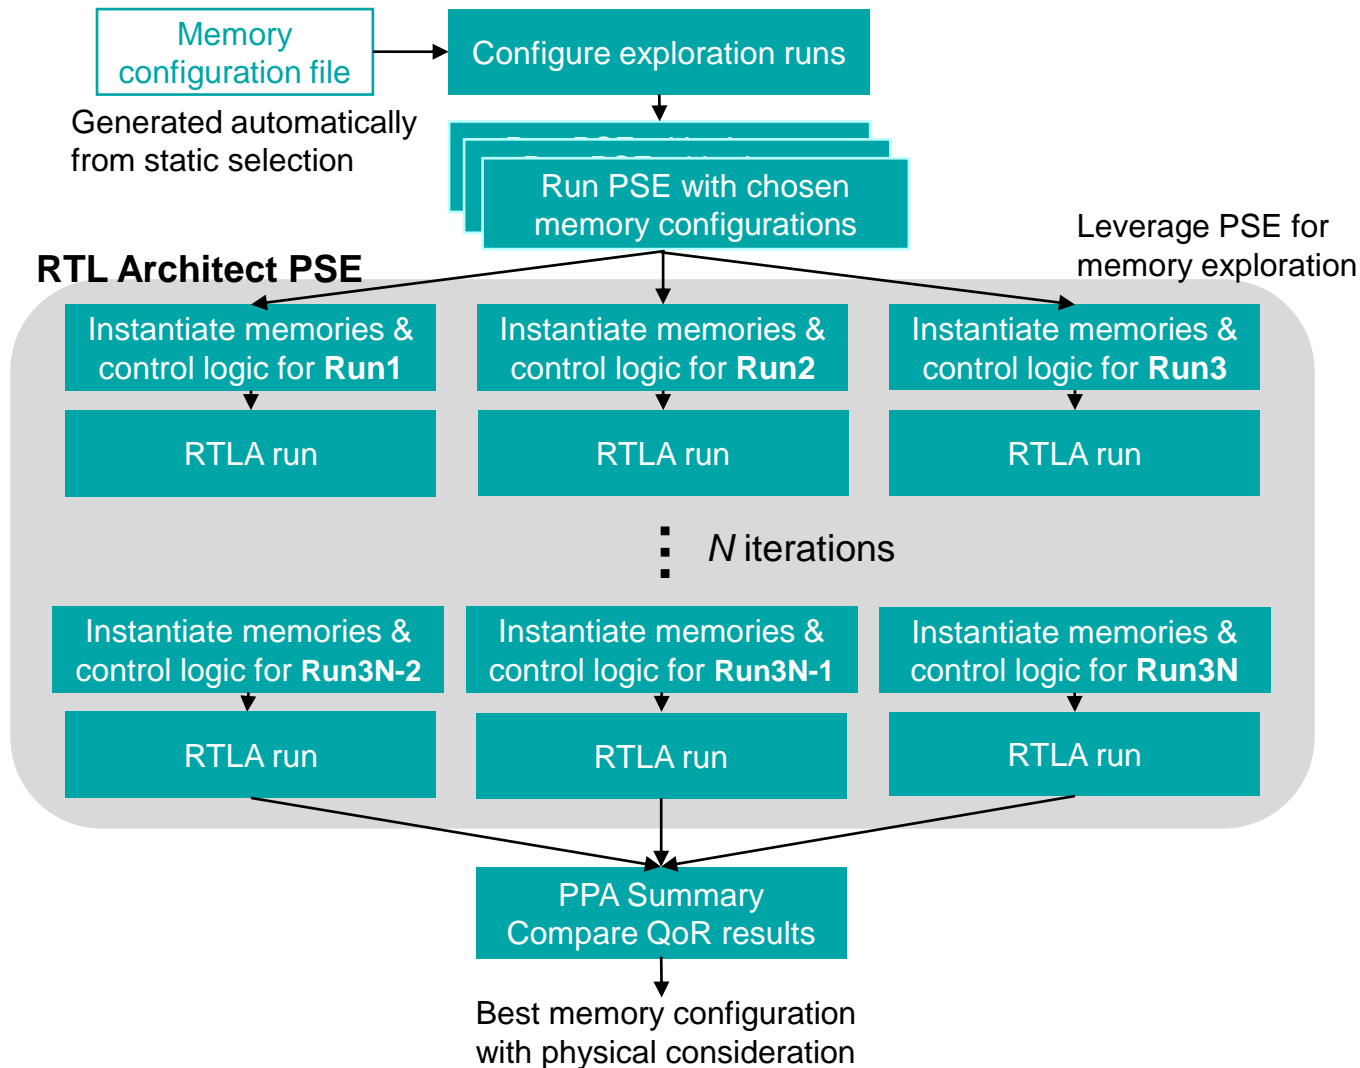 Memory
configuration file
Configure exploration runs
Generated automatically
from static selection
Run PSE with chosen
memory configurations
Leverage PSE for
memory exploration
RTL Architect PSE
Instantiate memories &
control logic for Run1
Instantiate memories &
control logic for Run2
Instantiate memories &
control logic for Run3
RTLA run
RTLA run
RTLA run
N iterations
Instantiate memories &
control logic for Run3N-2
Instantiate memories &
control logic for Run3N-1
Instantiate memories &
control logic for Run3N
RTLA run
RTLA run
RTLA run
PPA Summary
Compare QoR results
Best memory configuration
with physical consideration